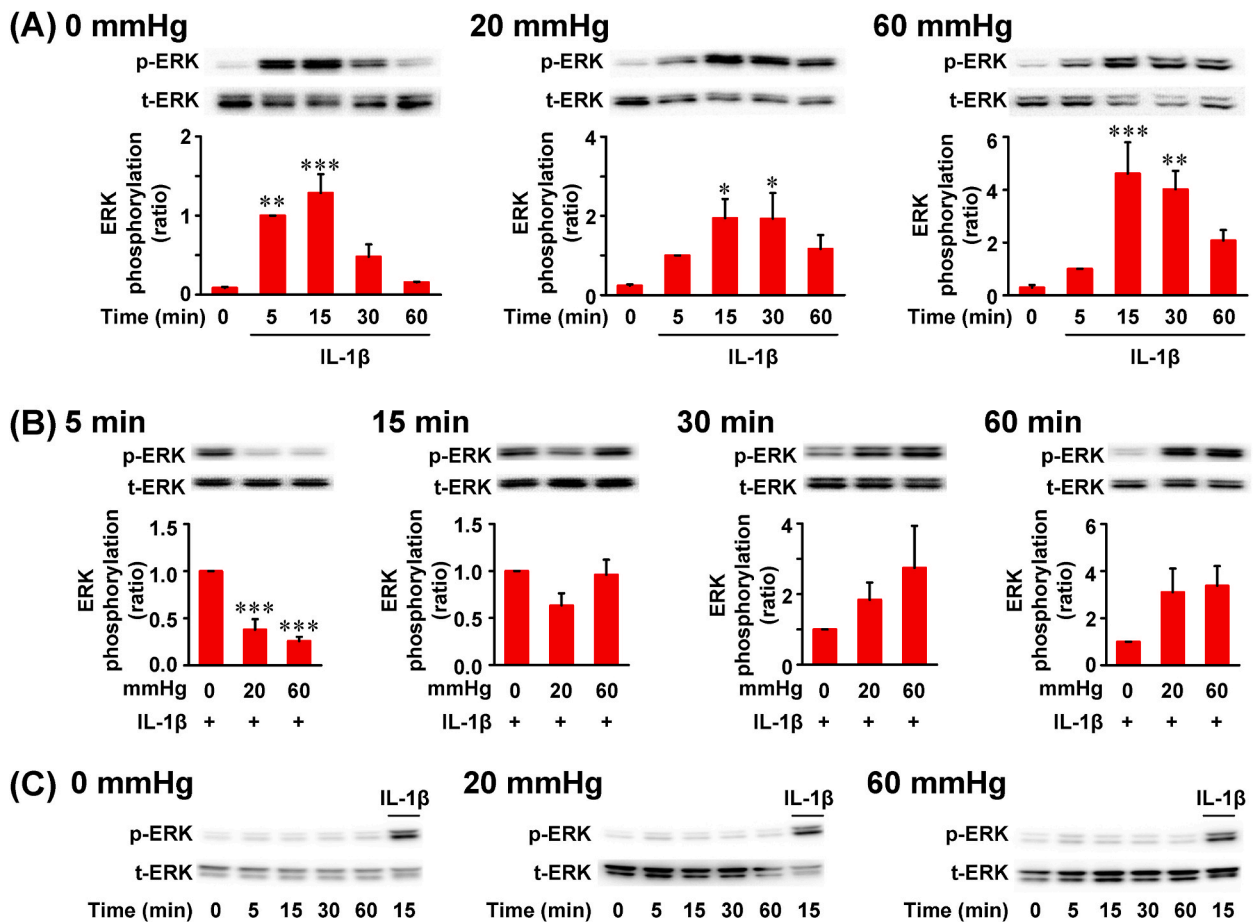 (A) 0 mmHg 20 mmHg 60 mmHg
p-ERK p-ERK p-ERK
t-ERK t-ERK t-ERK
ERK phosphorylation (ratio) ERK phosphorylation (ratio) ERK phosphorylation (ratio)
2 4 6
*** * * *** **
** 
1 2 4
2
0 0 0
Time (min) 0 5 15 30 60 Time (min) 0 5 15 30 60 Time (min) 0 5 15 30 60
IL-1β IL-1β IL-1β
(B) 5 min 15 min 30 min 60 min
p-ERK p-ERK p-ERK p-ERK
t-ERK t-ERK t-ERK t-ERK
ERK phosphorylation (ratio) ERK phosphorylation (ratio) ERK phosphorylation (ratio) ERK phosphorylation (ratio)
1.5 1.5 4 6
1.0 1.0 2 4
*** ***
0.5 0.5 2
0.0 0.0 0 0
mmHg 0 20 60 mmHg 0 20 60 mmHg 0 20 60 mmHg 0 20 60
IL-1β + + + IL-1β + + + IL-1β + + + IL-1β + + +
(C) 0 mmHg 20 mmHg 60 mmHg
IL-1β IL-1β IL-1β
p-ERK p-ERK p-ERK
t-ERK t-ERK t-ERK
Time (min) 0 5 15 30 60 15 Time (min) 0 5 15 30 60 15 Time (min) 0 5 15 30 60 15